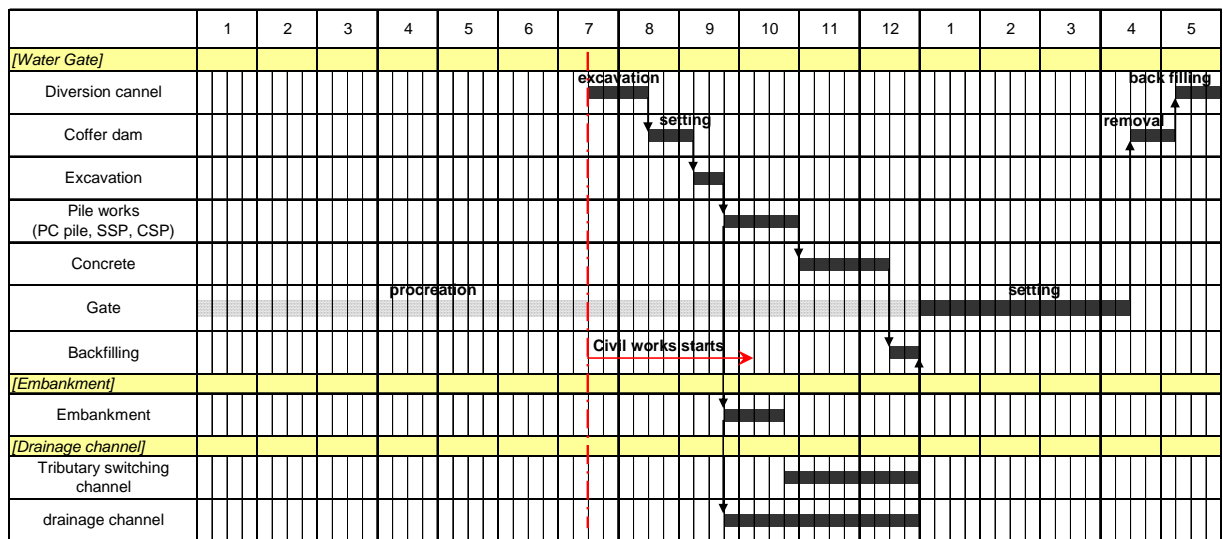 1 2 3 4 5 6 7 8 9 10 11 12 1 2 3 4 5
[Water Gate]
excavation
back filling
Diversion cannel
setting
removal
Coffer dam
Excavation
Pile works
(PC pile, SSP, CSP)
Concrete
procreation
setting
Gate
Civil works starts
Backfilling
[Embankment]
Embankment
[Drainage channel]
Tributary switching
channel
drainage channel